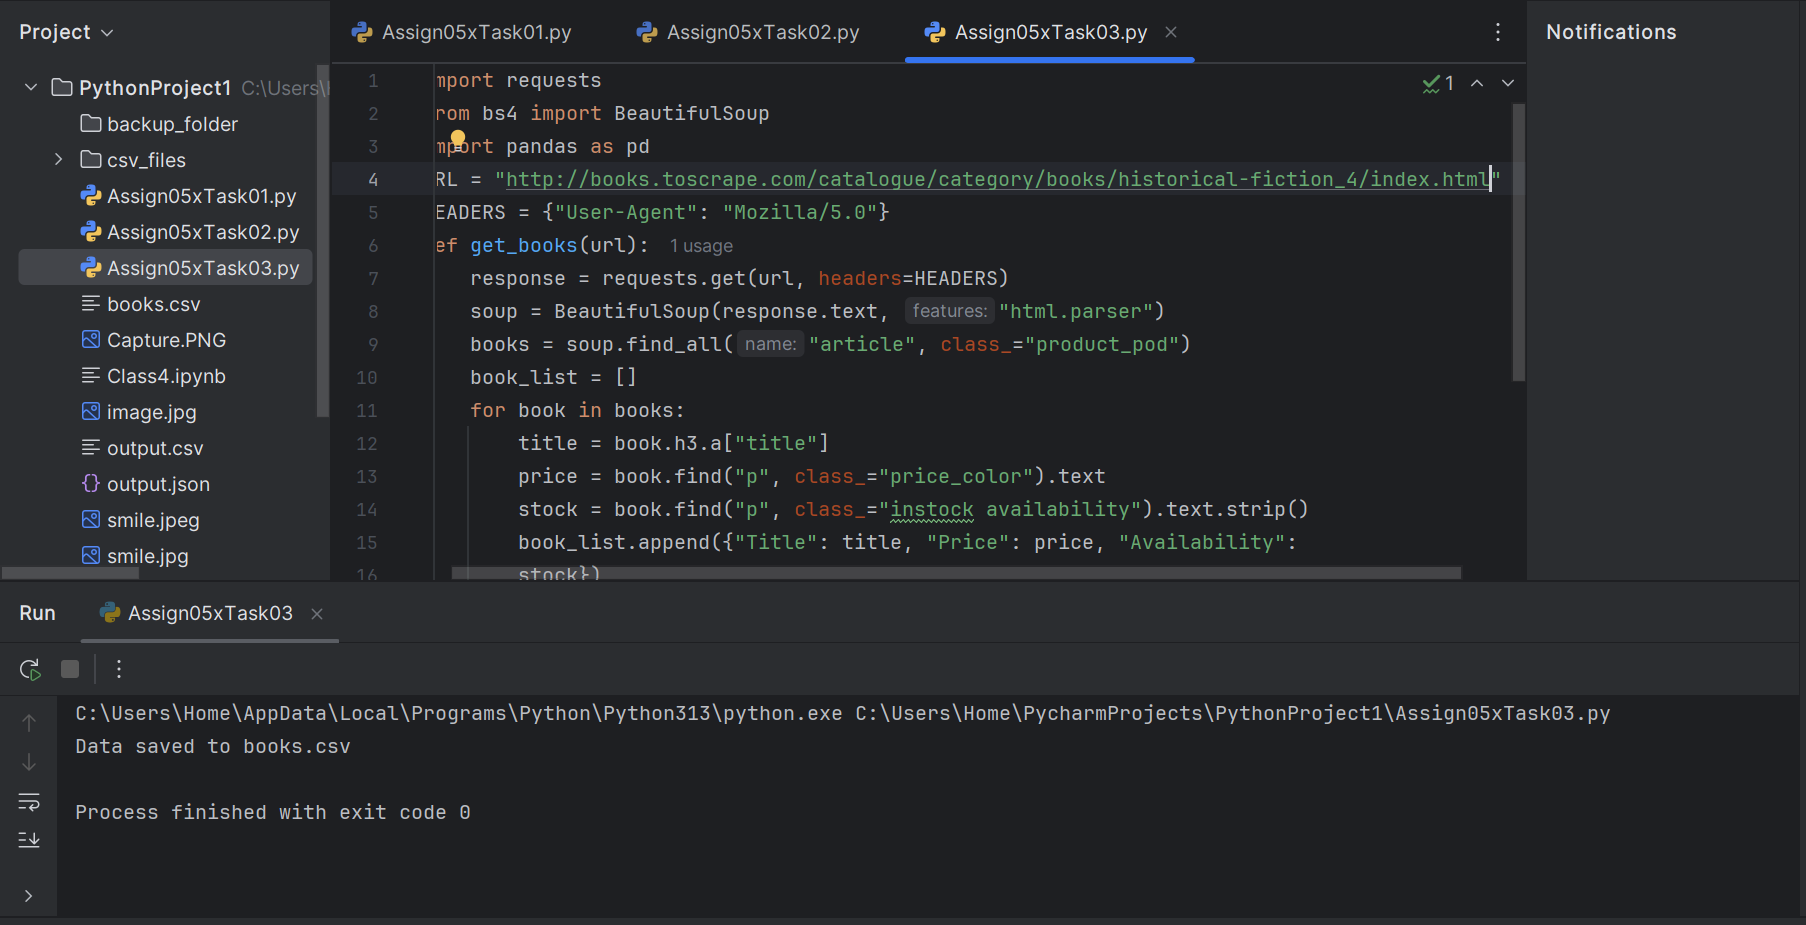 Project
Assign05xTask01.py
Assign05xTask02.py
Assign05xTask03.py
Notifications
PythonProject1 C:\Users\
backup_folder
csv_files
Assign05xTask01.py
Assign05xTask02.py
Assign05xTask03.py
books.csv
Capture.PNG
Class4.ipynb
image.jpg
output.csv
output.json
smile.jpeg
smile.jpg
1
1 mport requests
2 rom bs4 import BeautifulSoup
3 mport pandas as pd
4 RL = "http://books.toscrape.com/catalogue/category/books/historical-fiction_4/index.html"
5 EADERS = {"User-Agent": "Mozilla/5.0"}
6 ef get_books(url): 1 usage
7 response = requests.get(url, headers=HEADERS)
8 soup = BeautifulSoup(response.text, features: "html.parser")
9 books = soup.find_all( name: "article", class_="product_pod")
10 book_list = []
11 for book in books:
12 title = book.h3.a["title"]
13 price = book.find("p", class_="price_color").text
14 stock = book.find("p", class_="instock availability").text.strip()
15 book_list.append({"Title": title, "Price": price, "Availability":
16 stock})
Run
Assign05xTask03
C:\Users\Home\AppData\Local\Programs\Python\Python313\python.exe C:\Users\Home\PycharmProjects\PythonProject1\Assign05xTask03.py
Data saved to books.csv
Process finished with exit code 0